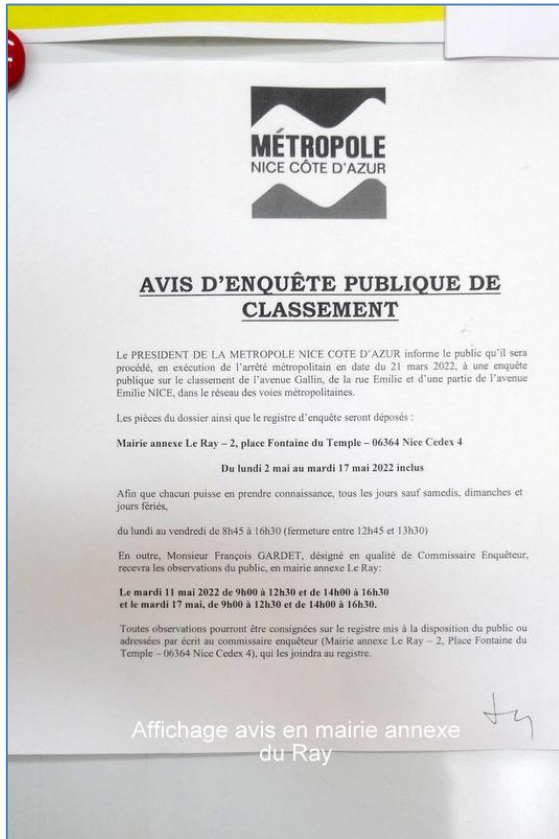 MÉTROPOLE
NICE CÔTE D'AZUR
AVIS D'ENQUÊTE PUBLIQUE DE
CLASSEMENT
Le PRESIDENT DE LA METROPOLE NICE COTE D'AZUR informe le public qu'il sera
procédé, en exécution de l'arrêté métropolitain en date du 21 mars 2022, à une enquête
publique sur le classement de l'avenue Gallin, de la rue Emilie et d'une partie de l'avenue
Emilie NICE, dans le réseau des voies métropolitaines.
Les pièces du dossier ainsi que le registre d'enquête seront déposés :
Mairie annexe Le Ray – 2, place Fontaine du Temple – 06364 Nice Cedex 4
Du lundi 2 mai au mardi 17 mai 2022 inclus
Afin que chacun puisse en prendre connaissance, tous les jours sauf samedis, dimanches et
jours fériés,
du lundi au vendredi de 8h45 à 16h30 (fermeture entre 12h45 et 13h30)
En outre, Monsieur François GARDET, désigné en qualité de Commissaire Enquêteur,
recevra les observations du public, en mairie annexe Le Ray:
Le mardi 11 mai 2022 de 9h00 à 12h30 et de 14h00 à 16h30
et le mardi 17 mai, de 9h00 à 12h30 et de 14h00 à 16h30.
Toutes observations pourront être consignées sur le registre mis à la disposition du public ou
adressées par écrit au commissaire enquêteur (Mairie annexe Le Ray – 2, Place Fontaine du
Temple – 06364 Nice Cedex 4), qui les joindra au registre.
Affichage avis en mairie annexe
du Ray